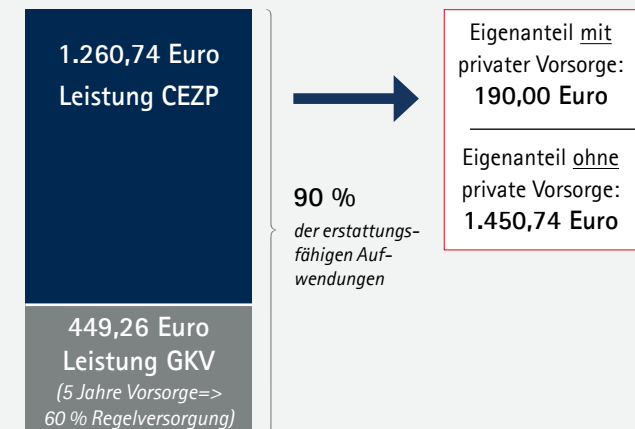 1.260,74 Euro
Leistung CEZP
449,26 Euro
Leistung GKV
(5 Jahre Vorsorge=>
60 % Regelversorgung)
90 %
der erstattungs-
fähigen Auf-
wendungen
Eigenanteil mit
privater Vorsorge:
190,00 Euro
Eigenanteil ohne
private Vorsorge:
1.450,74 Euro